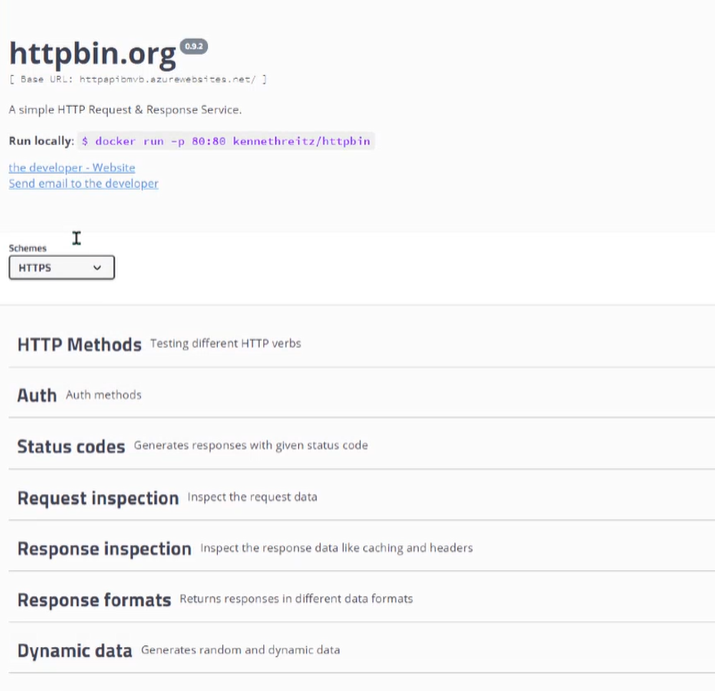 httpbin.org 0.9.2
[ Base URL: httpapibmvb.azurewebsites.net/ ]
A simple HTTP Request & Response Service.
Run locally: $ docker run -p 80:80 kennethreitz/httpbin
the developer - Website
Send email to the developer
Schemes
HTTPS
HTTP Methods Testing different HTTP verbs
Auth Auth methods
Status codes Generates responses with given status code
Request inspection Inspect the request data
Response inspection Inspect the response data like caching and headers
Response formats Returns responses in different data formats
Dynamic data Generates random and dynamic data